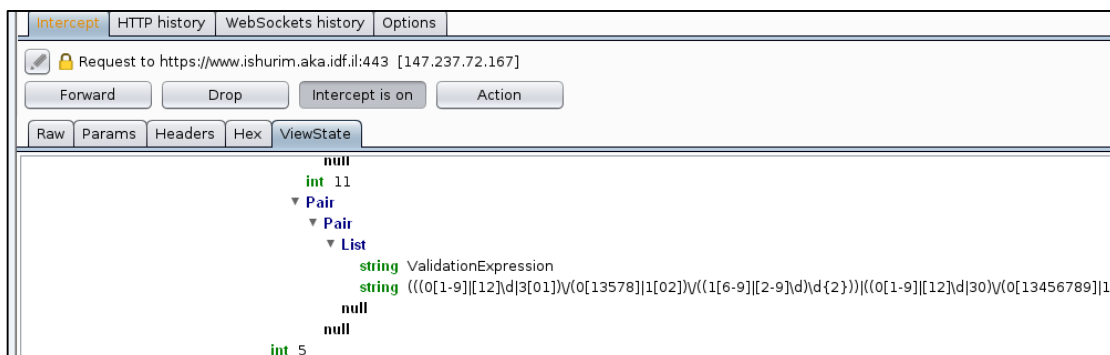 Intercept HTTP history WebSockets history Options
Request to https://www.ishurim.aka.idf.il:443 [147.237.72.167]
Forward Drop Intercept is on Action
Raw Params Headers Hex ViewState
null
int 11
Pair
Pair
List
string ValidationExpression
string (((0[1-9]|[12]\d|3[01])\/(0[13578]|1[02])\/((1[6-9]|[2-9]\d)\d{2}))|((0[1-9]|[12]\d|30)\/(0[13456789]|1
null
null
int 5